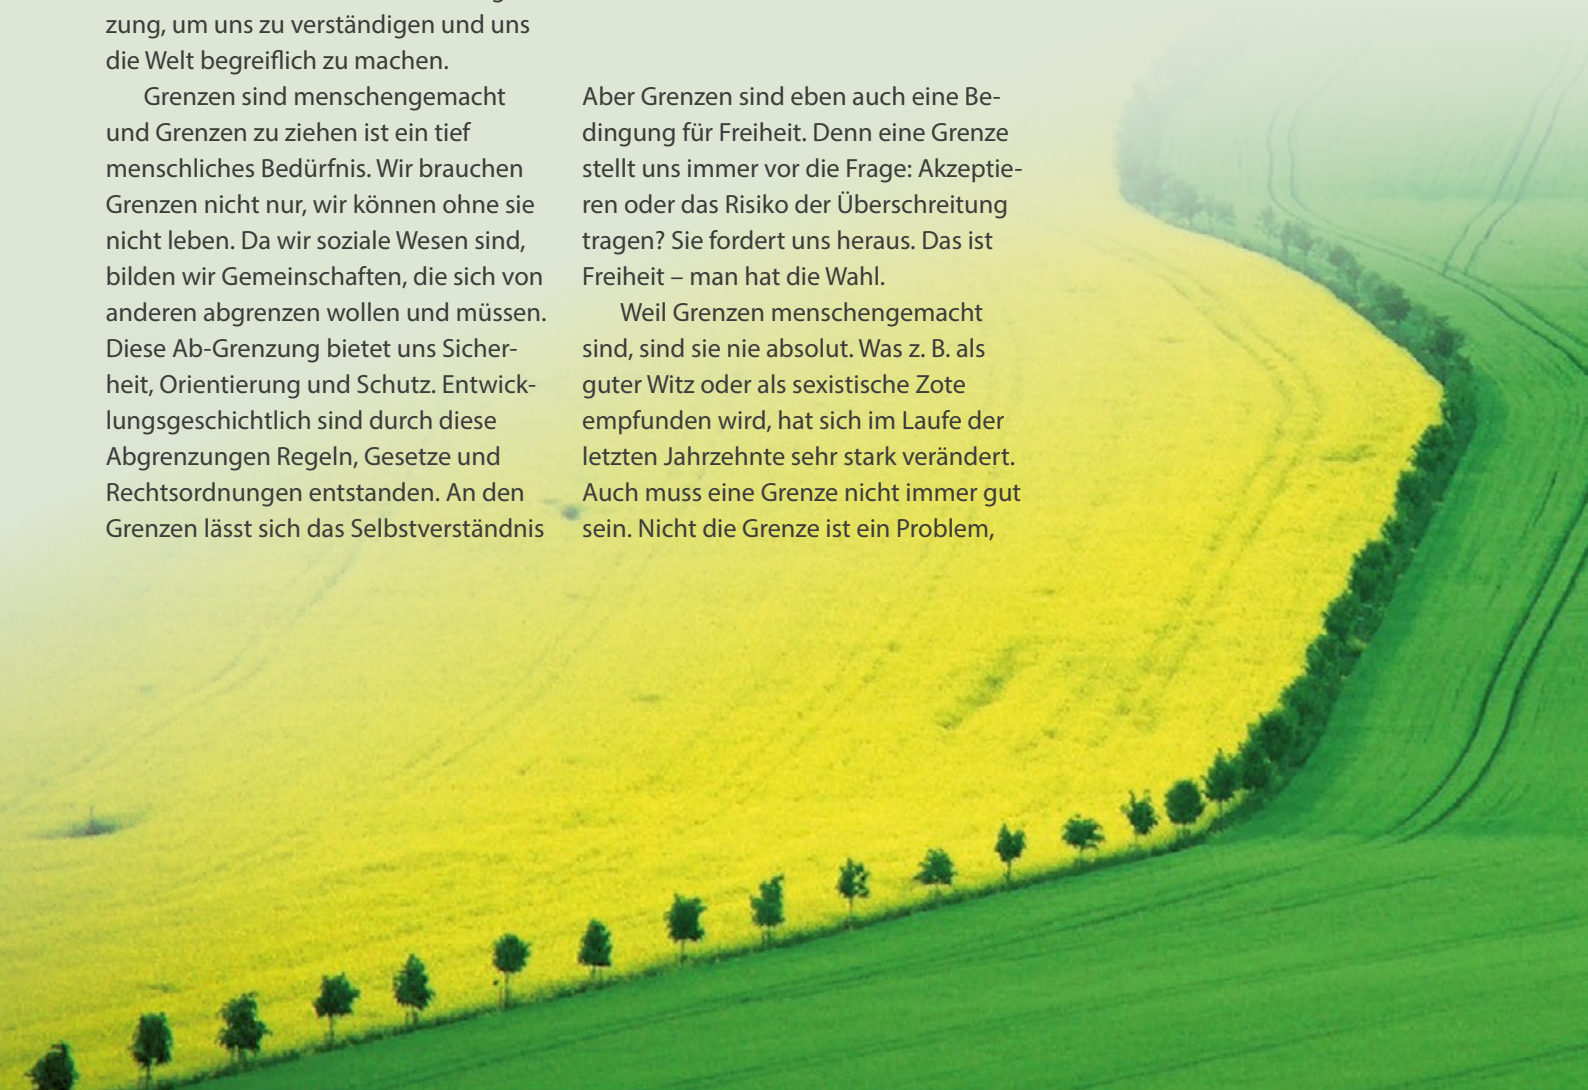 zung, um uns zu verständigen und uns
die Welt begreiflich zu machen.
Grenzen sind menschengemacht
und Grenzen zu ziehen ist ein tief
menschliches Bedürfnis. Wir brauchen
Grenzen nicht nur, wir können ohne sie
nicht leben. Da wir soziale Wesen sind,
bilden wir Gemeinschaften, die sich von
anderen abgrenzen wollen und müssen.
Diese Ab-Grenzung bietet uns Sicher-
heit, Orientierung und Schutz. Entwick-
lungsgeschichtlich sind durch diese
Abgrenzungen Regeln, Gesetze und
Rechtsordnungen entstanden. An den
Grenzen lässt sich das Selbstverständnis
Aber Grenzen sind eben auch eine Be-
dingung für Freiheit. Denn eine Grenze
stellt uns immer vor die Frage: Akzeptie-
ren oder das Risiko der Überschreitung
tragen? Sie fordert uns heraus. Das ist
Freiheit – man hat die Wahl.
Weil Grenzen menschengemacht
sind, sind sie nie absolut. Was z. B. als
guter Witz oder als sexistische Zote
empfunden wird, hat sich im Laufe der
letzten Jahrzehnte sehr stark verändert.
Auch muss eine Grenze nicht immer gut
sein. Nicht die Grenze ist ein Problem,